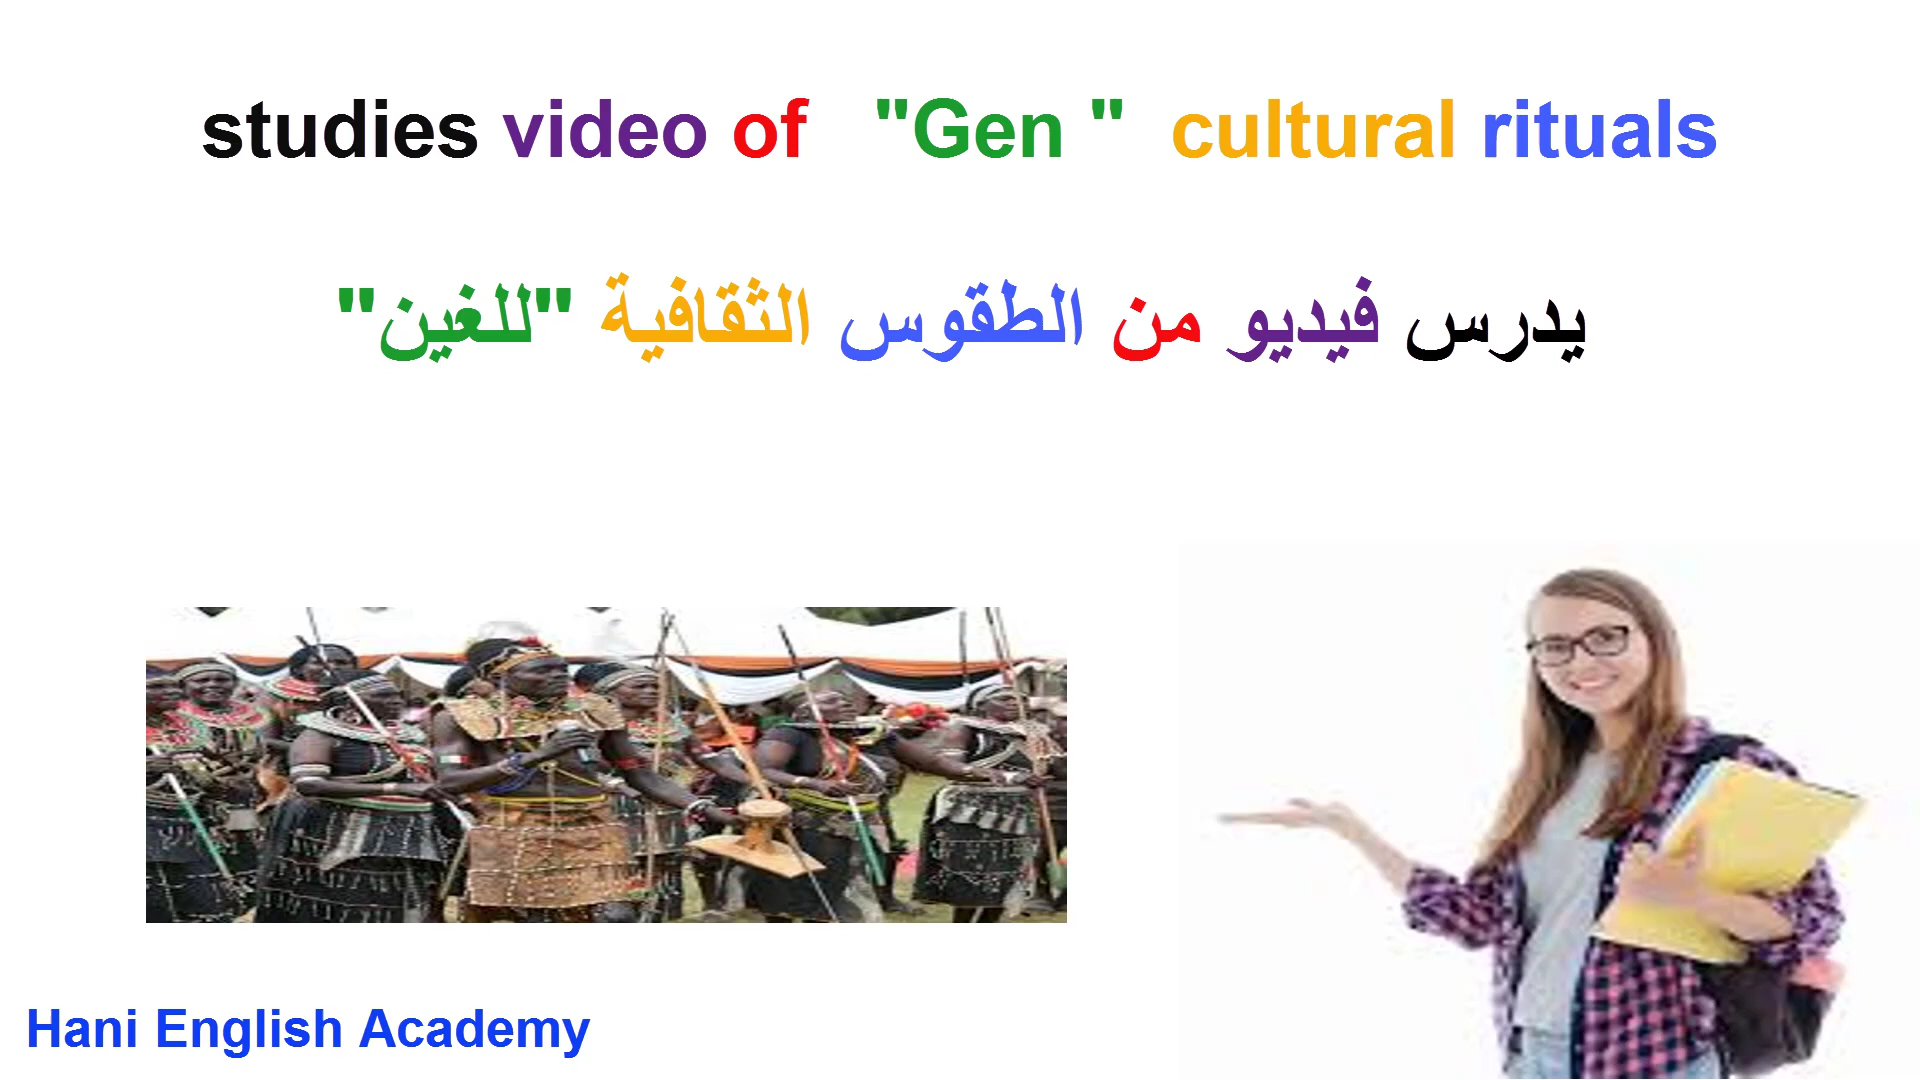 studies video of "Gen " cultural rituals
يدرس فيديو من الطقوس الثقافية "للغين"
Hani English Academy